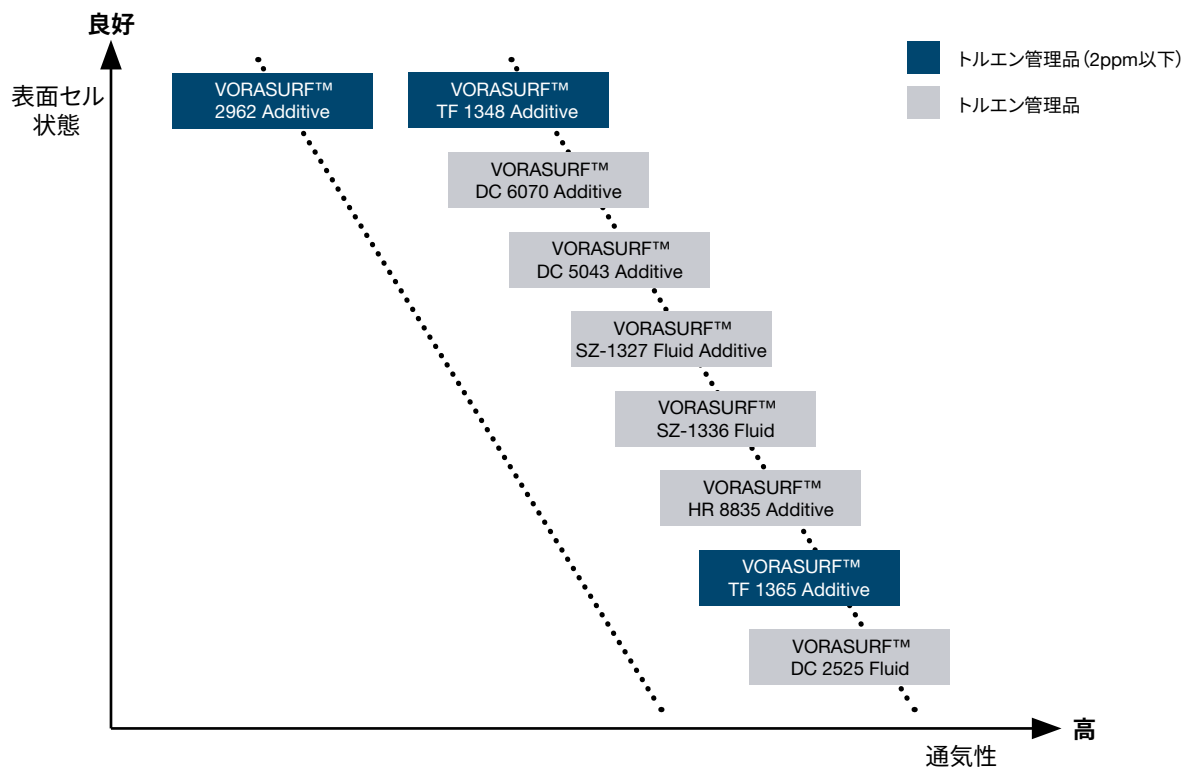 良好
表面セル
状態
VORASURF™
2962 Additive
VORASURF™
TF 1348 Additive
トルエン管理品（2ppm以下）
トルエン管理品
VORASURF™
DC 6070 Additive
VORASURF™
DC 5043 Additive
VORASURF™
SZ-1327 Fluid Additive
VORASURF™
SZ-1336 Fluid
VORASURF™
HR 8835 Additive
VORASURF™
TF 1365 Additive
VORASURF™
DC 2525 Fluid
高
通気性